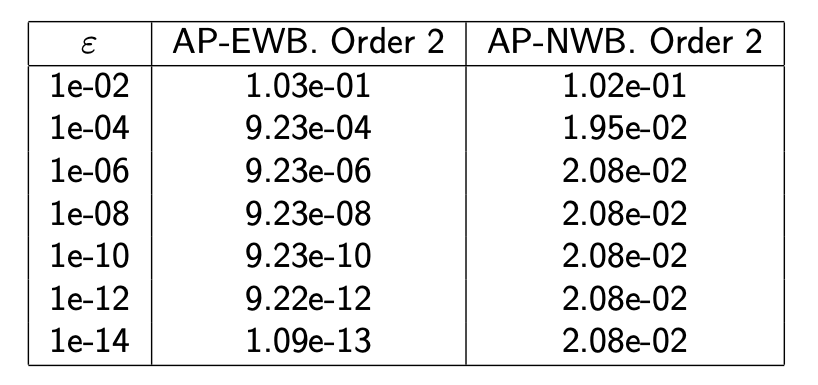 ε AP-EWB. Order 2 AP-NWB. Order 2
1e-02 1.03e-01 1.02e-01
1e-04 9.23e-04 1.95e-02
1e-06 9.23e-06 2.08e-02
1e-08 9.23e-08 2.08e-02
1e-10 9.23e-10 2.08e-02
1e-12 9.22e-12 2.08e-02
1e-14 1.09e-13 2.08e-02